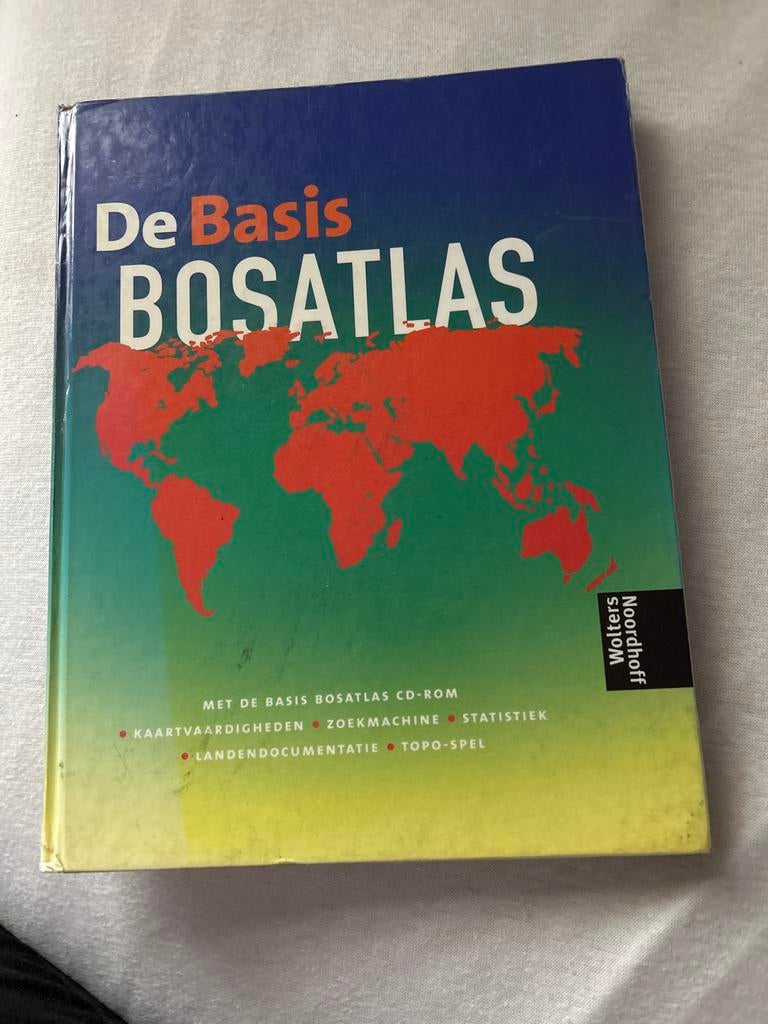 De Basis
BOSATLAS
Wolters
Noordhoff
MET DE BASIS BOSATLAS CD-ROM
• KAARTVAARDIGHEDEN • ZOEKMACHINE • STATISTIEK
• LANDENDOCUMENTATIE • TOPO-SPEL